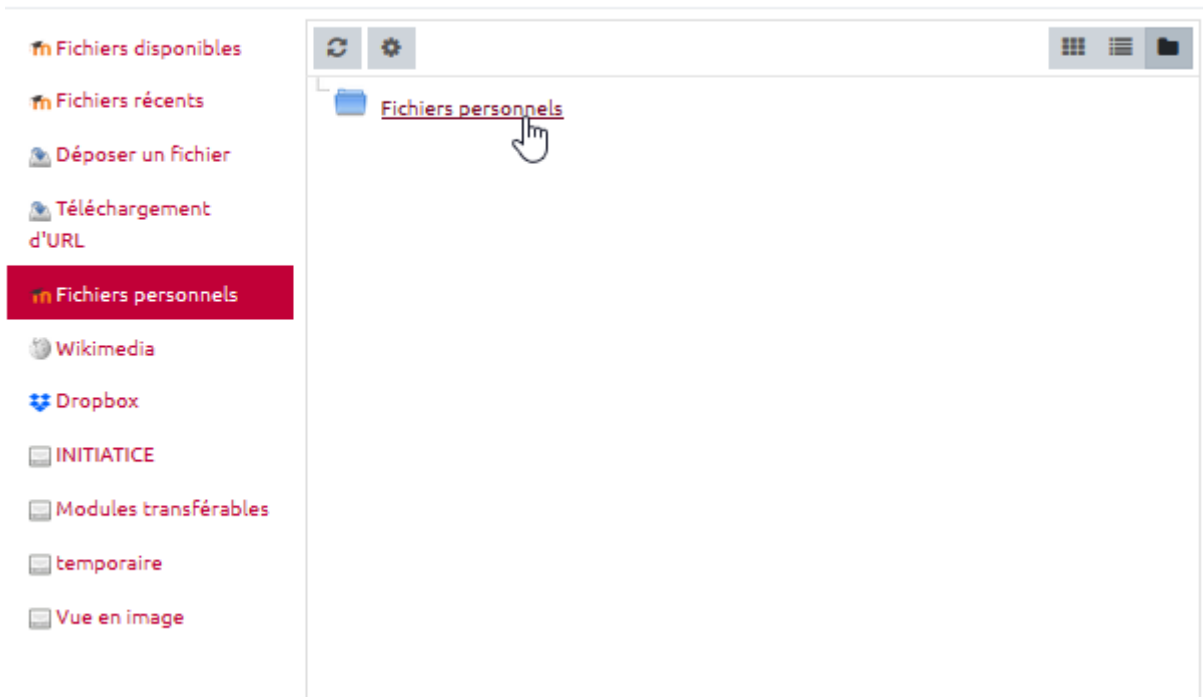 Fichiers disponibles
Fichiers récents
Déposer un fichier
Téléchargement
d'URL
Fichiers personnels
Wikimedia
Dropbox
INITIATICE
Modules transférables
temporaire
Vue en image
Fichiers personnels